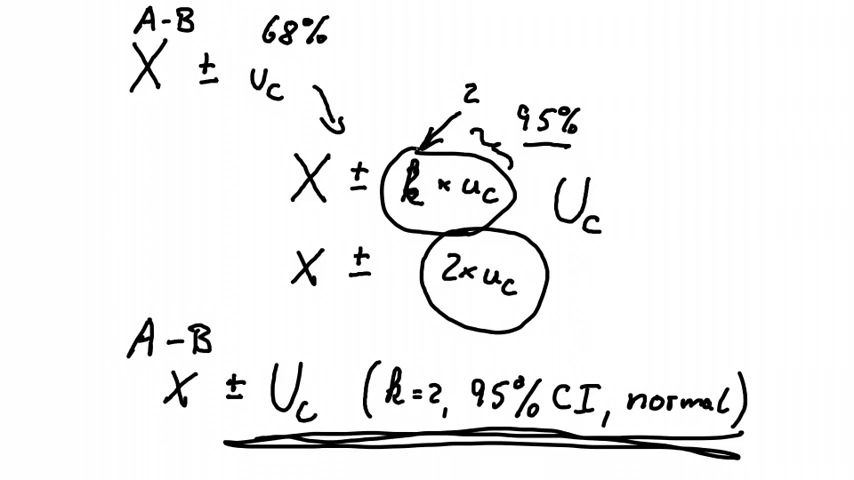 A-B 68%
X ± uc
2
95%
X ± k × uc Uc
X ± 2×uc
A-B
X ± Uc (k=2, 95% CI, normal)